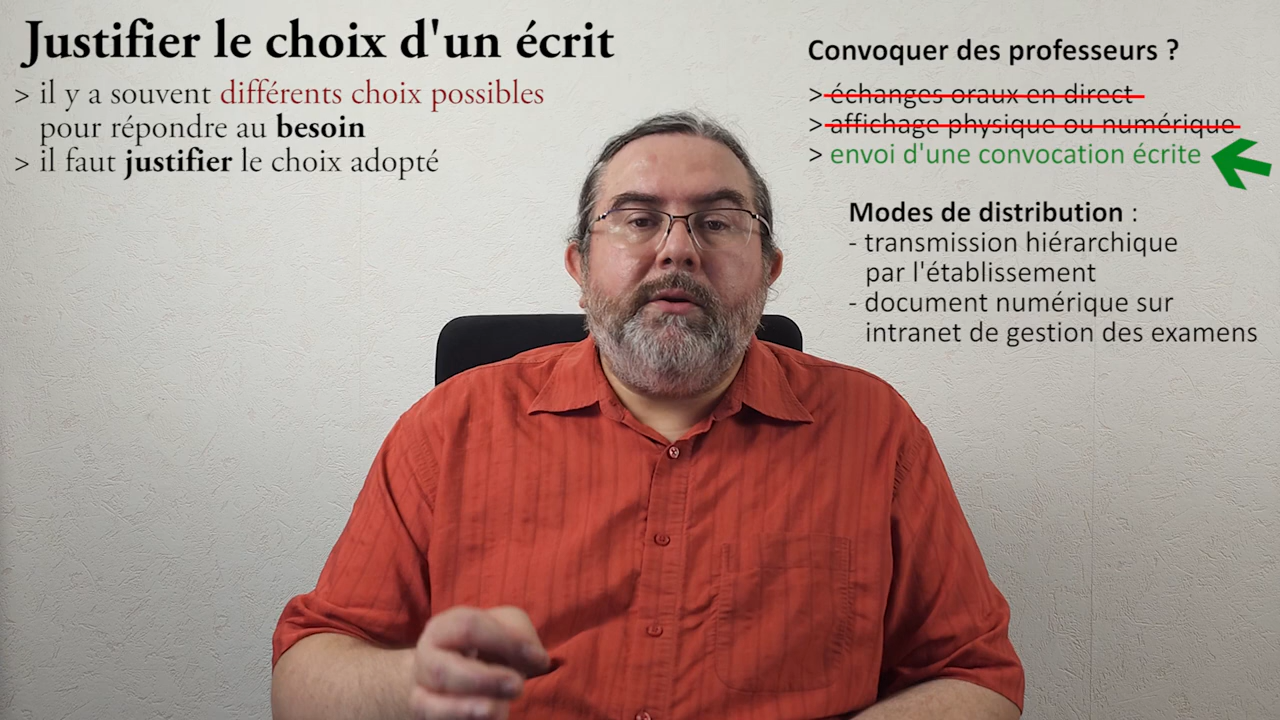 Justifier le choix d'un écrit
> il y a souvent différents choix possibles
pour répondre au besoin
> il faut justifier le choix adopté
Convoquer des professeurs ?
> échanges oraux en direct
> affichage physique ou numérique
> envoi d'une convocation écrite
Modes de distribution :
- transmission hiérarchique
par l'établissement
- document numérique sur
intranet de gestion des examens